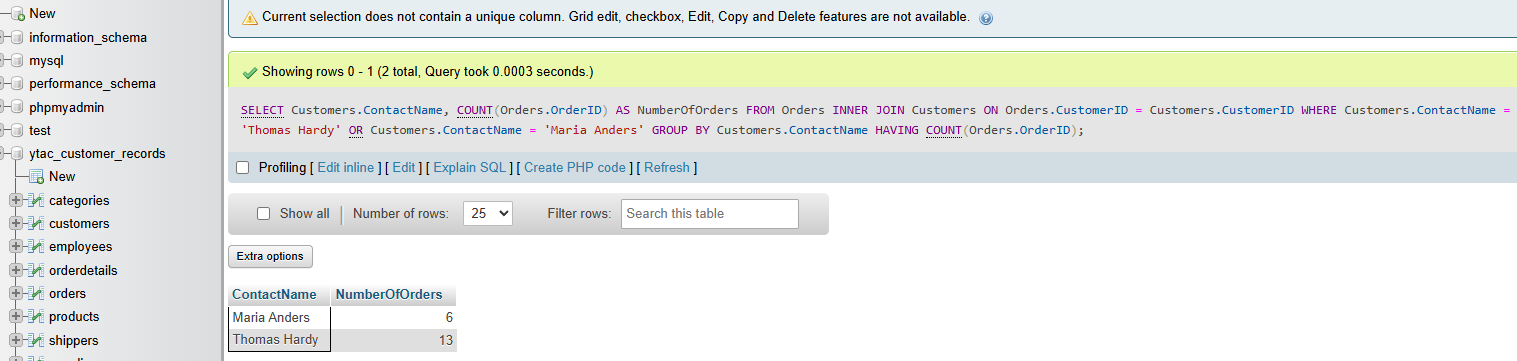 New
information_schema
mysql
performance_schema
phpmyadmin
test
ytac_customer_records
New
categories
customers
employees
orderdetails
orders
products
shippers
Current selection does not contain a unique column. Grid edit, checkbox, Edit, Copy and Delete features are not available.
Showing rows 0 - 1 (2 total, Query took 0.0003 seconds.)
SELECT Customers.ContactName, COUNT(Orders.OrderID) AS NumberOfOrders FROM Orders INNER JOIN Customers ON Orders.CustomerID = Customers.CustomerID WHERE Customers.ContactName =
'Thomas Hardy' OR Customers.ContactName = 'Maria Anders' GROUP BY Customers.ContactName HAVING COUNT(Orders.OrderID);
Profiling [ Edit inline ] [ Edit ] [ Explain SQL ] [ Create PHP code ] [ Refresh ]
Show all Number of rows: 25 Filter rows: Search this table
Extra options
ContactName NumberOfOrders
Maria Anders 6
Thomas Hardy 13